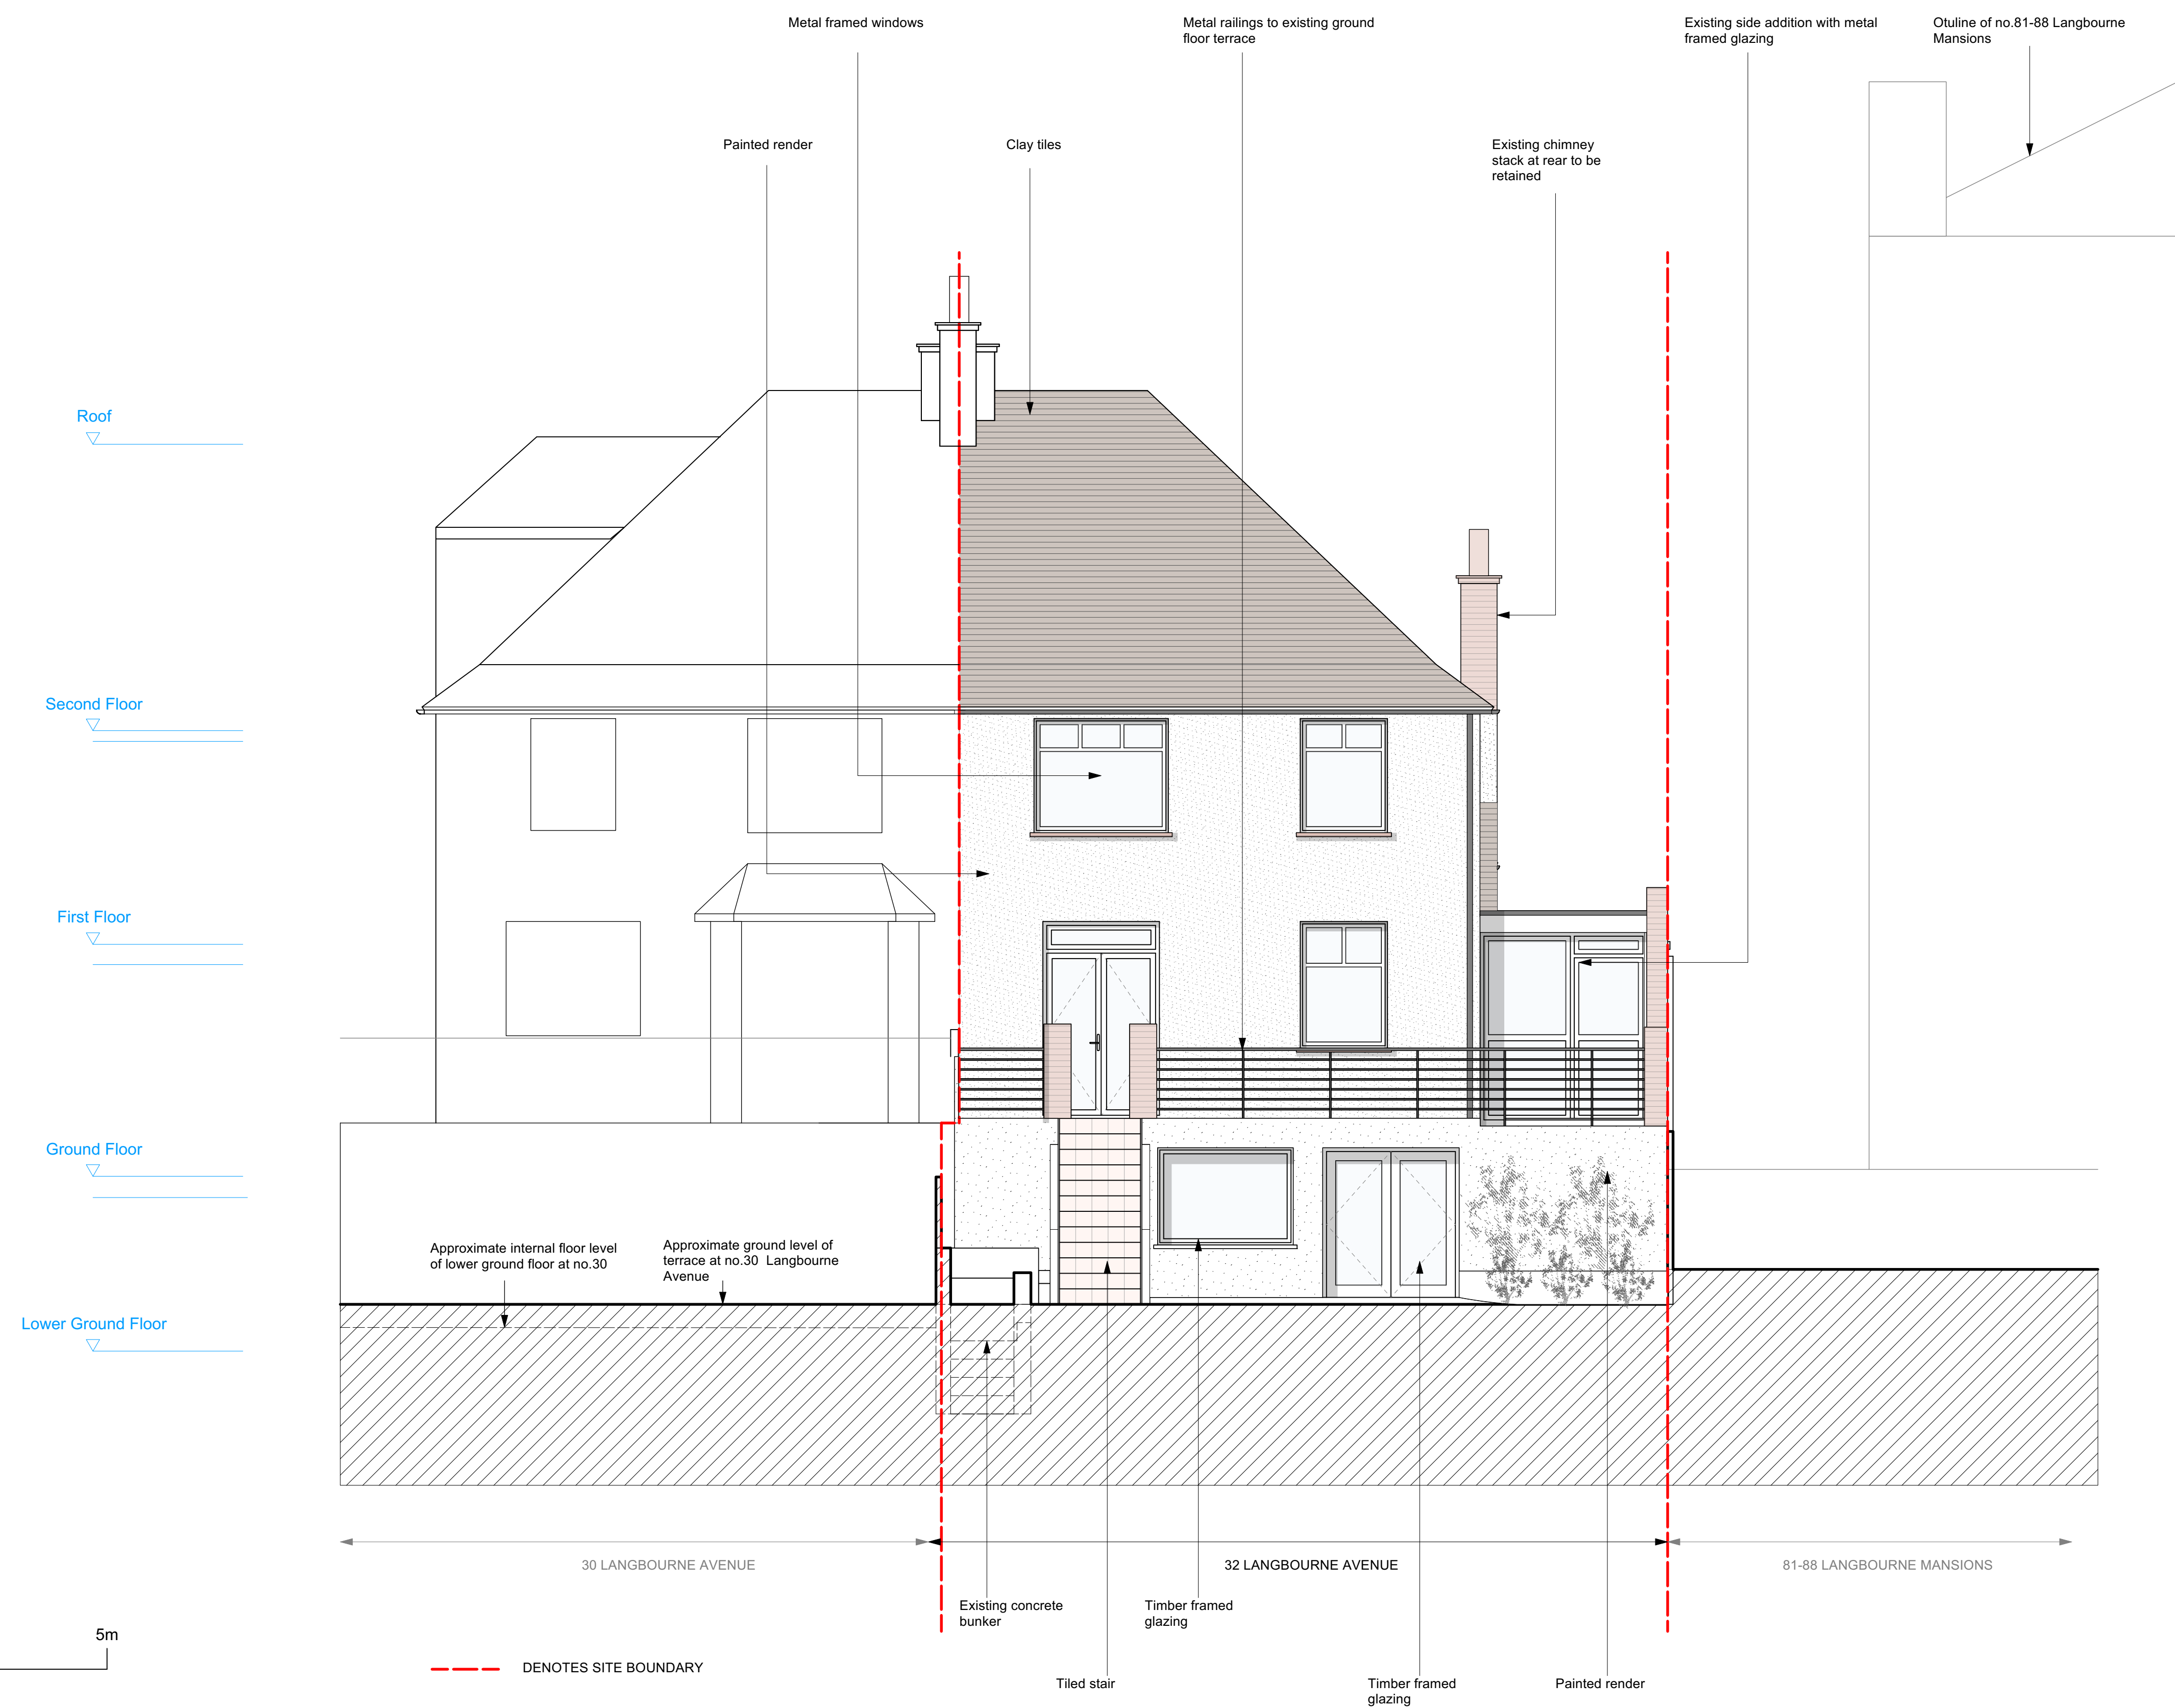 Metal framed windows
Metal railings to existing ground
floor terrace
Existing side addition with metal
framed glazing
Otuline of no.81-88 Langbourne
Mansions
Painted render
Clay tiles
Existing chimney
stack at rear to be
retained
Roof
Second Floor
First Floor
Ground Floor
Lower Ground Floor
Approximate internal floor level
of lower ground floor at no.30
Approximate ground level of
terrace at no.30 Langbourne
Avenue
30 LANGBOURNE AVENUE
32 LANGBOURNE AVENUE
81-88 LANGBOURNE MANSIONS
Existing concrete
bunker
Timber framed
glazing
5m
DENOTES SITE BOUNDARY
Tiled stair
Timber framed
glazing
Painted render